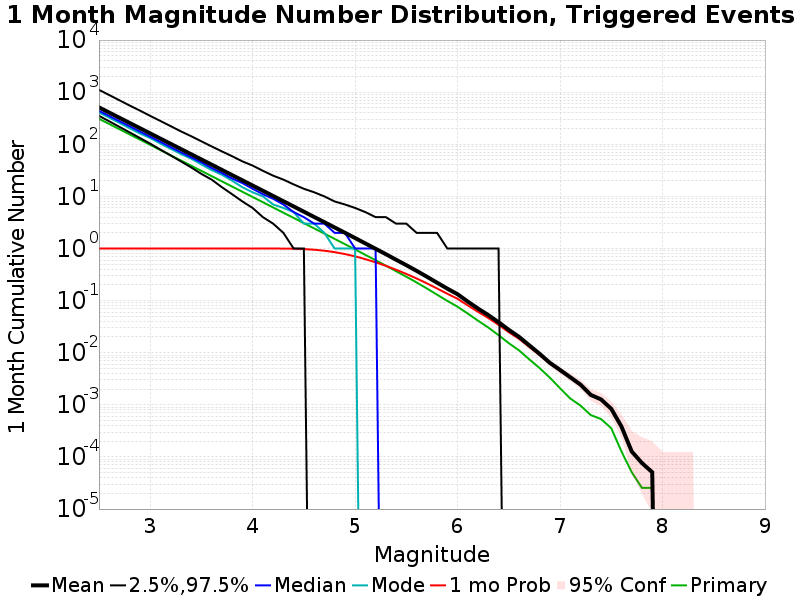 1 Month Magnitude Number Distribution, Triggered Events
1 Month Cumulative Number
10^4
10^3
10^2
10^1
10^0
10^-1
10^-2
10^-3
10^-4
10^-5
3 4 5 6 7 8 9
Magnitude
Mean 2.5%,97.5% Median Mode 1 mo Prob 95% Conf Primary